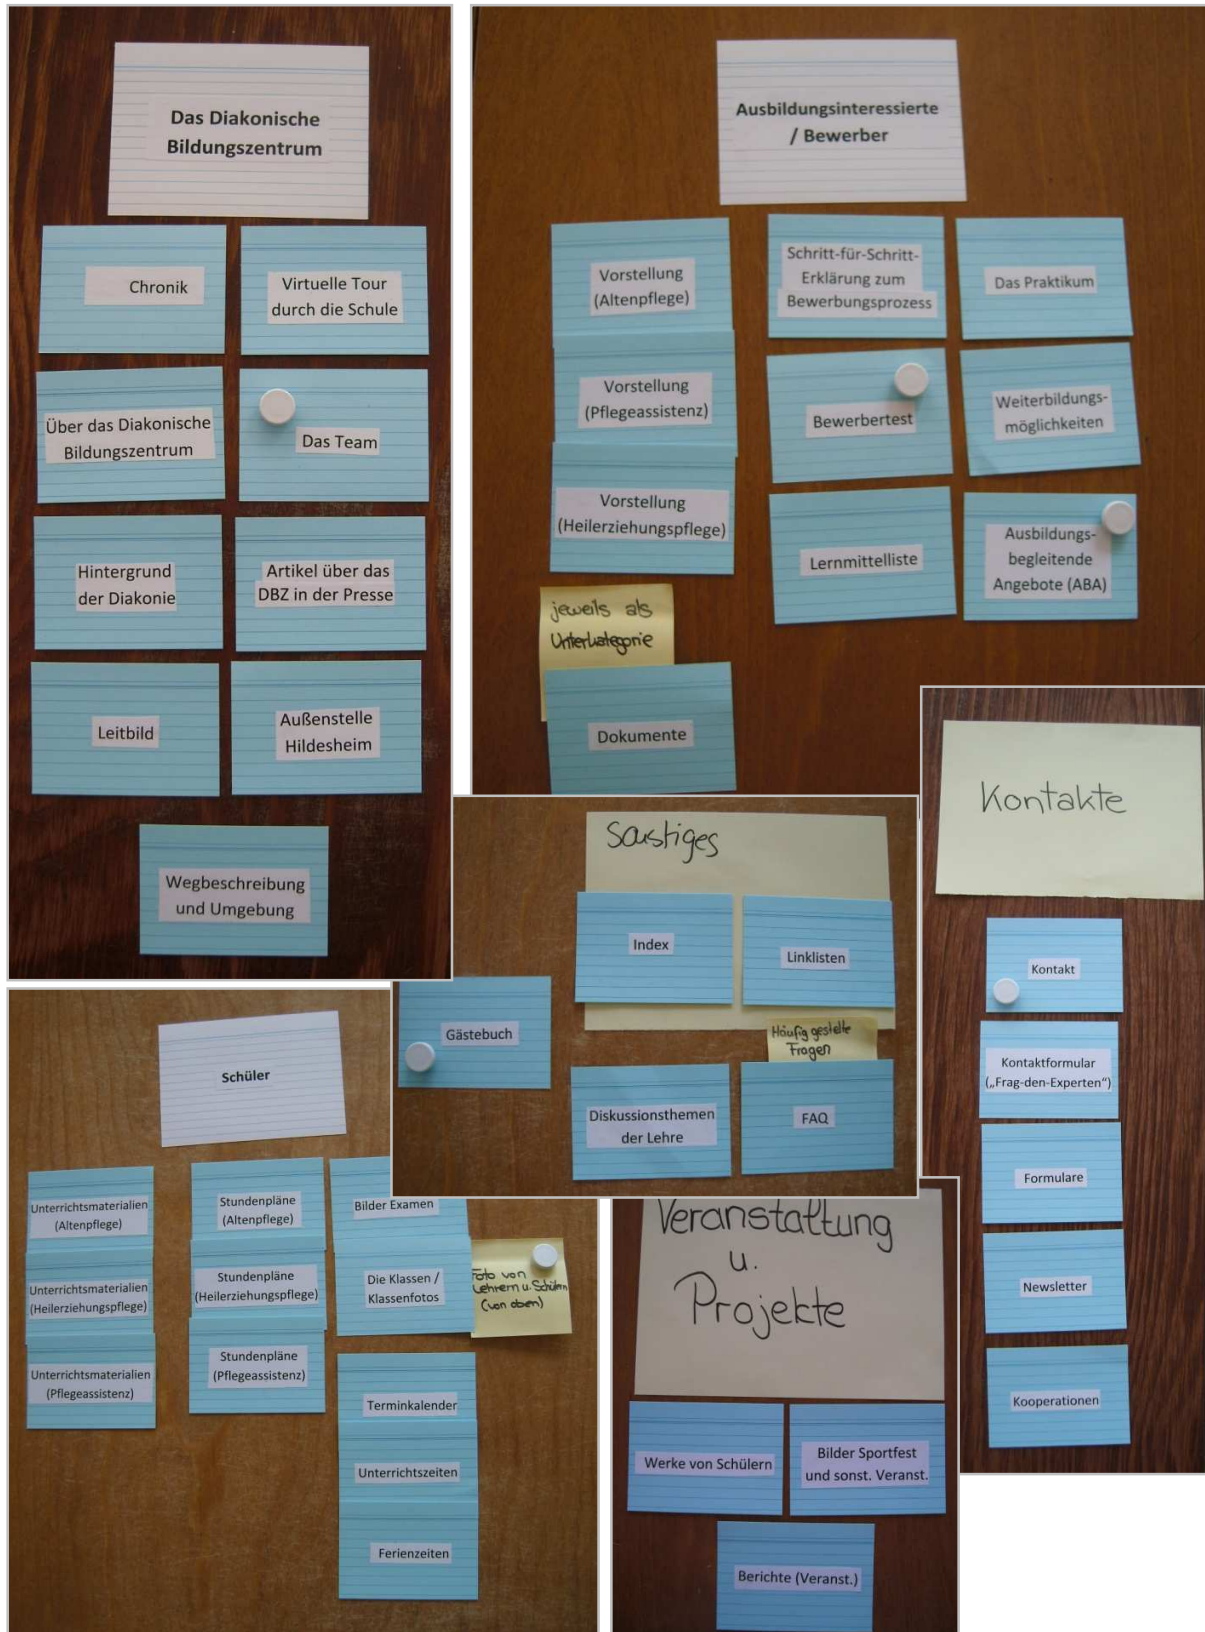 Das Diakonische
Bildungszentrum
Chronik
Virtuelle Tour
durch die Schule
Über das Diakonische
Bildungszentrum
Das Team
Hintergrund
der Diakonie
Artikel über das
DBZ in der Presse
Leitbild
Außenstelle
Hildesheim
Wegbeschreibung
und Umgebung
Ausbildungsinteressierte
/ Bewerber
Vorstellung
(Altenpflege)
Schritt-für-Schritt-
Erklärung zum
Bewerbungsprozess
Das Praktikum
Vorstellung
(Pflegeassistenz)
Bewerbertest
Weiterbildungs-
möglichkeiten
Vorstellung
(Heilerziehungspflege)
Lernmittelliste
Ausbildungs-
begleitende
Angebote (ABA)
jeweils als
Unterkategorie
Dokumente
Sonstiges
Index
Linklisten
Gästebuch
Häufig gestellte
Fragen
Diskussionsthemen
der Lehre
FAQ
Kontakte
Kontakt
Kontaktformular
(„Frag-den-Experten“)
Formulare
Newsletter
Kooperationen
Schüler
Unterrichtsmaterialien
(Altenpflege)
Stundenpläne
(Altenpflege)
Bilder Examen
Unterrichtsmaterialien
(Heilerziehungspflege)
Stundenpläne
(Heilerziehungspflege)
Die Klassen /
Klassenfotos
Foto von
Lehrern u. Schülern
(von oben)
Unterrichtsmaterialien
(Pflegeassistenz)
Stundenpläne
(Pflegeassistenz)
Terminkalender
Unterrichtszeiten
Ferienzeiten
Veranstaltung
u.
Projekte
Werke von Schülern
Bilder Sportfest
und sonst. Veranst.
Berichte (Veranst.)